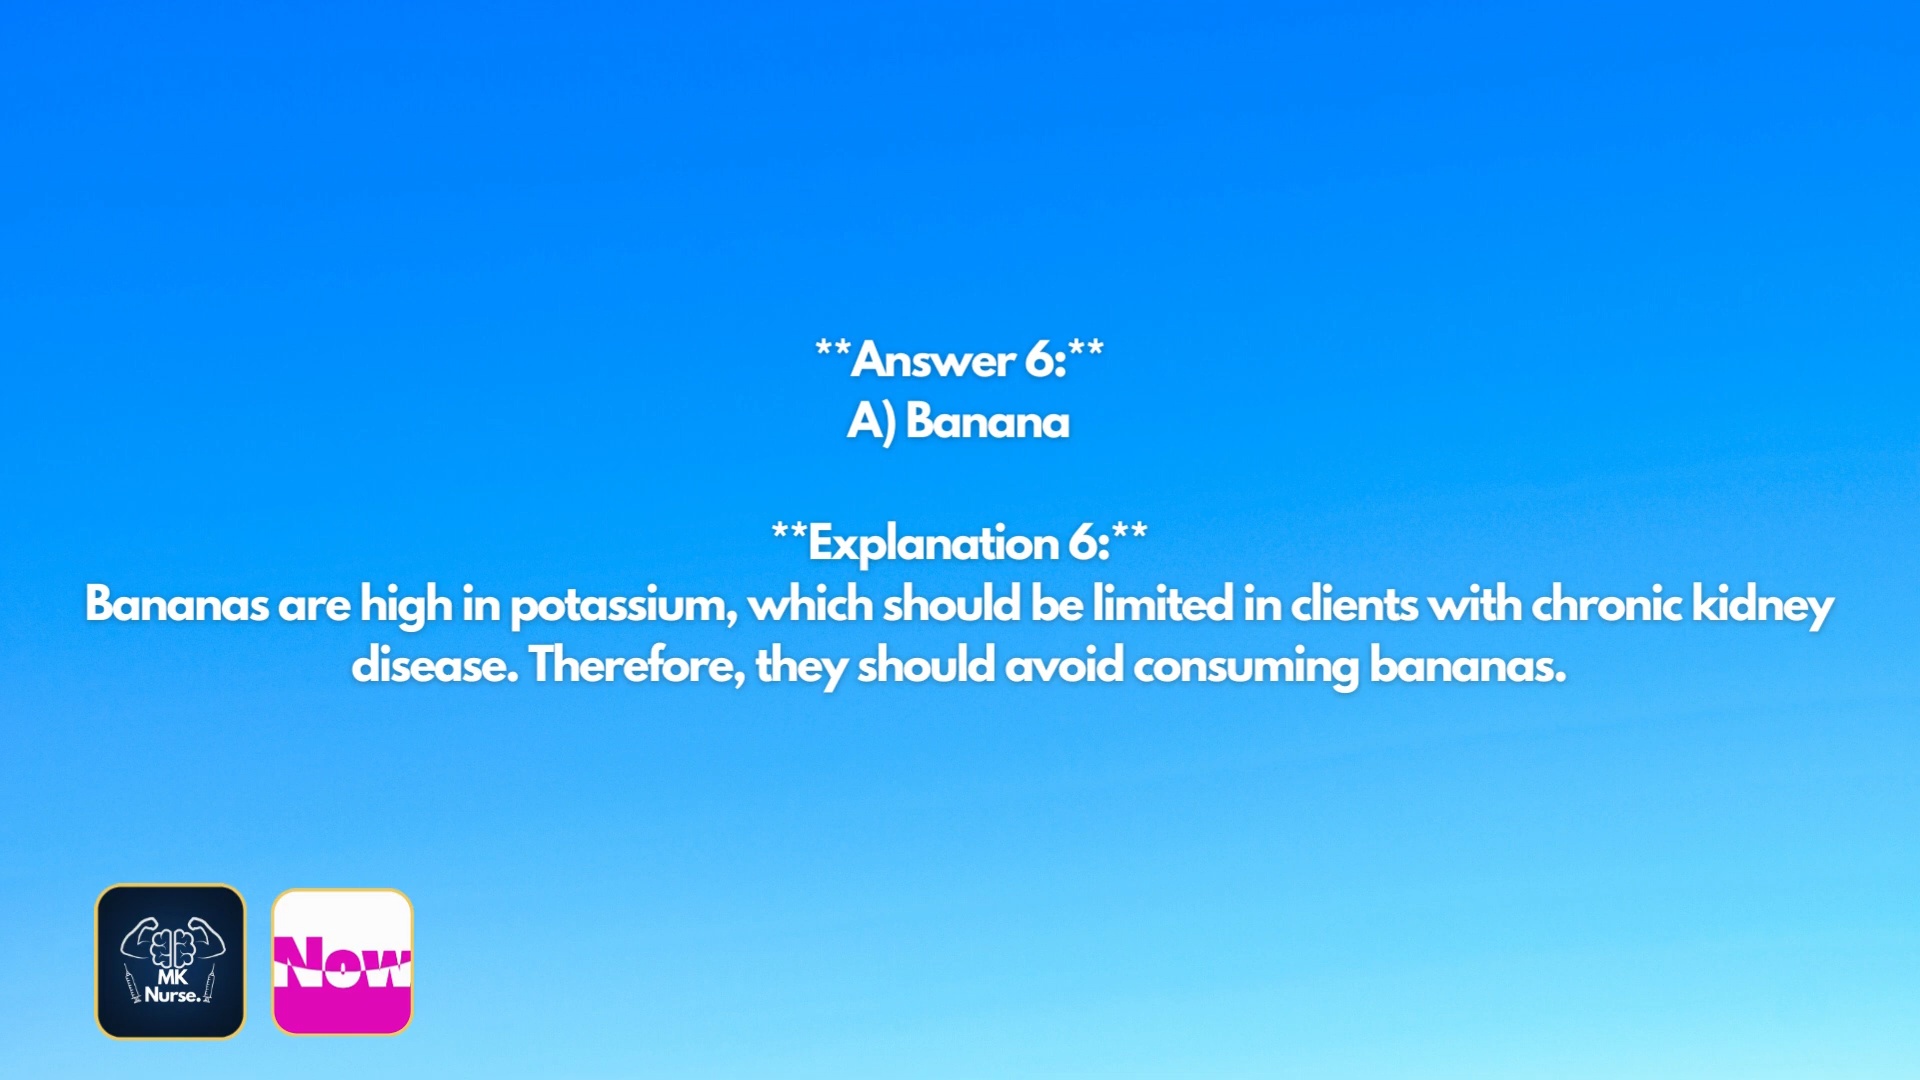 **Answer 6:**
A) Banana
**Explanation 6:**
Bananas are high in potassium, which should be limited in clients with chronic kidney
disease. Therefore, they should avoid consuming bananas.
MK
Nurse.
Now